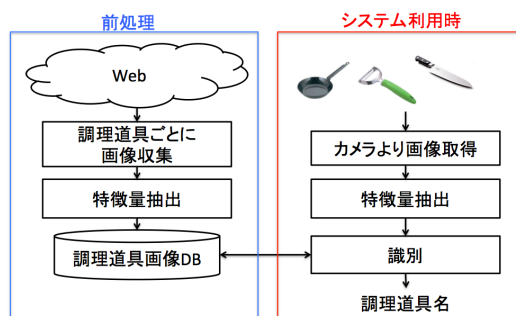 前処理
Web
調理道具ごとに
画像収集
特徴量抽出
調理道具画像DB
システム利用時
カメラより画像取得
特徴量抽出
識別
調理道具名